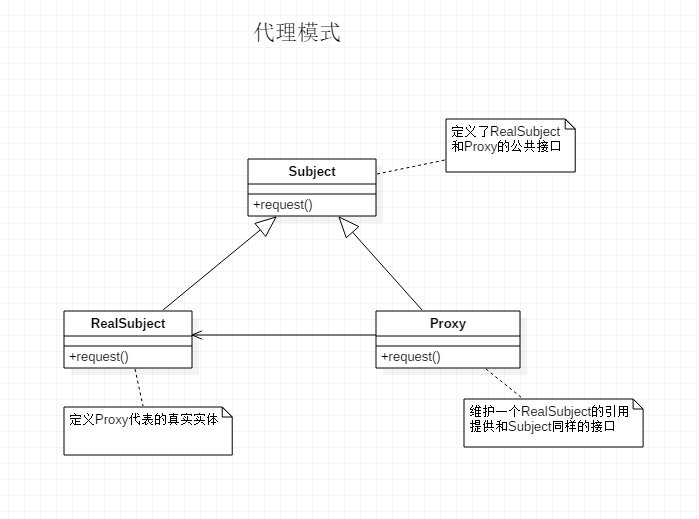 代理模式
定义了RealSubject
和Proxy的公共接口
Subject
+request()
RealSubject
+request()
Proxy
+request()
定义Proxy代表的真实实体
维护一个RealSubject的引用
提供和Subject同样的接口